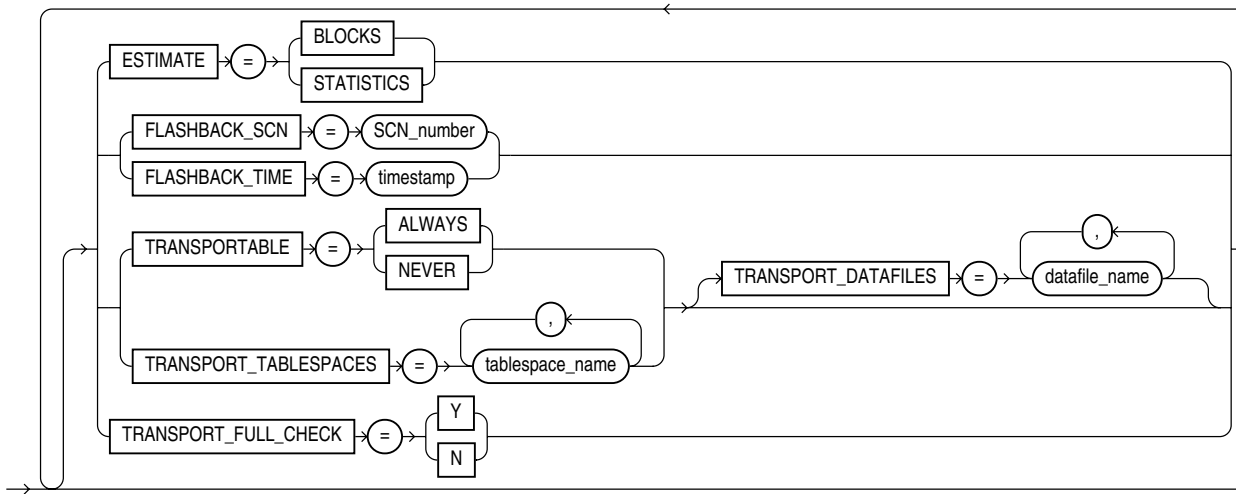 ESTIMATE = BLOCKS
STATISTICS
FLASHBACK_SCN = SCN_number
FLASHBACK_TIME = timestamp
TRANSPORTABLE = ALWAYS
NEVER
TRANSPORT_DATAFILES = , datafile_name
TRANSPORT_TABLESPACES = , tablespace_name
TRANSPORT_FULL_CHECK = Y
N